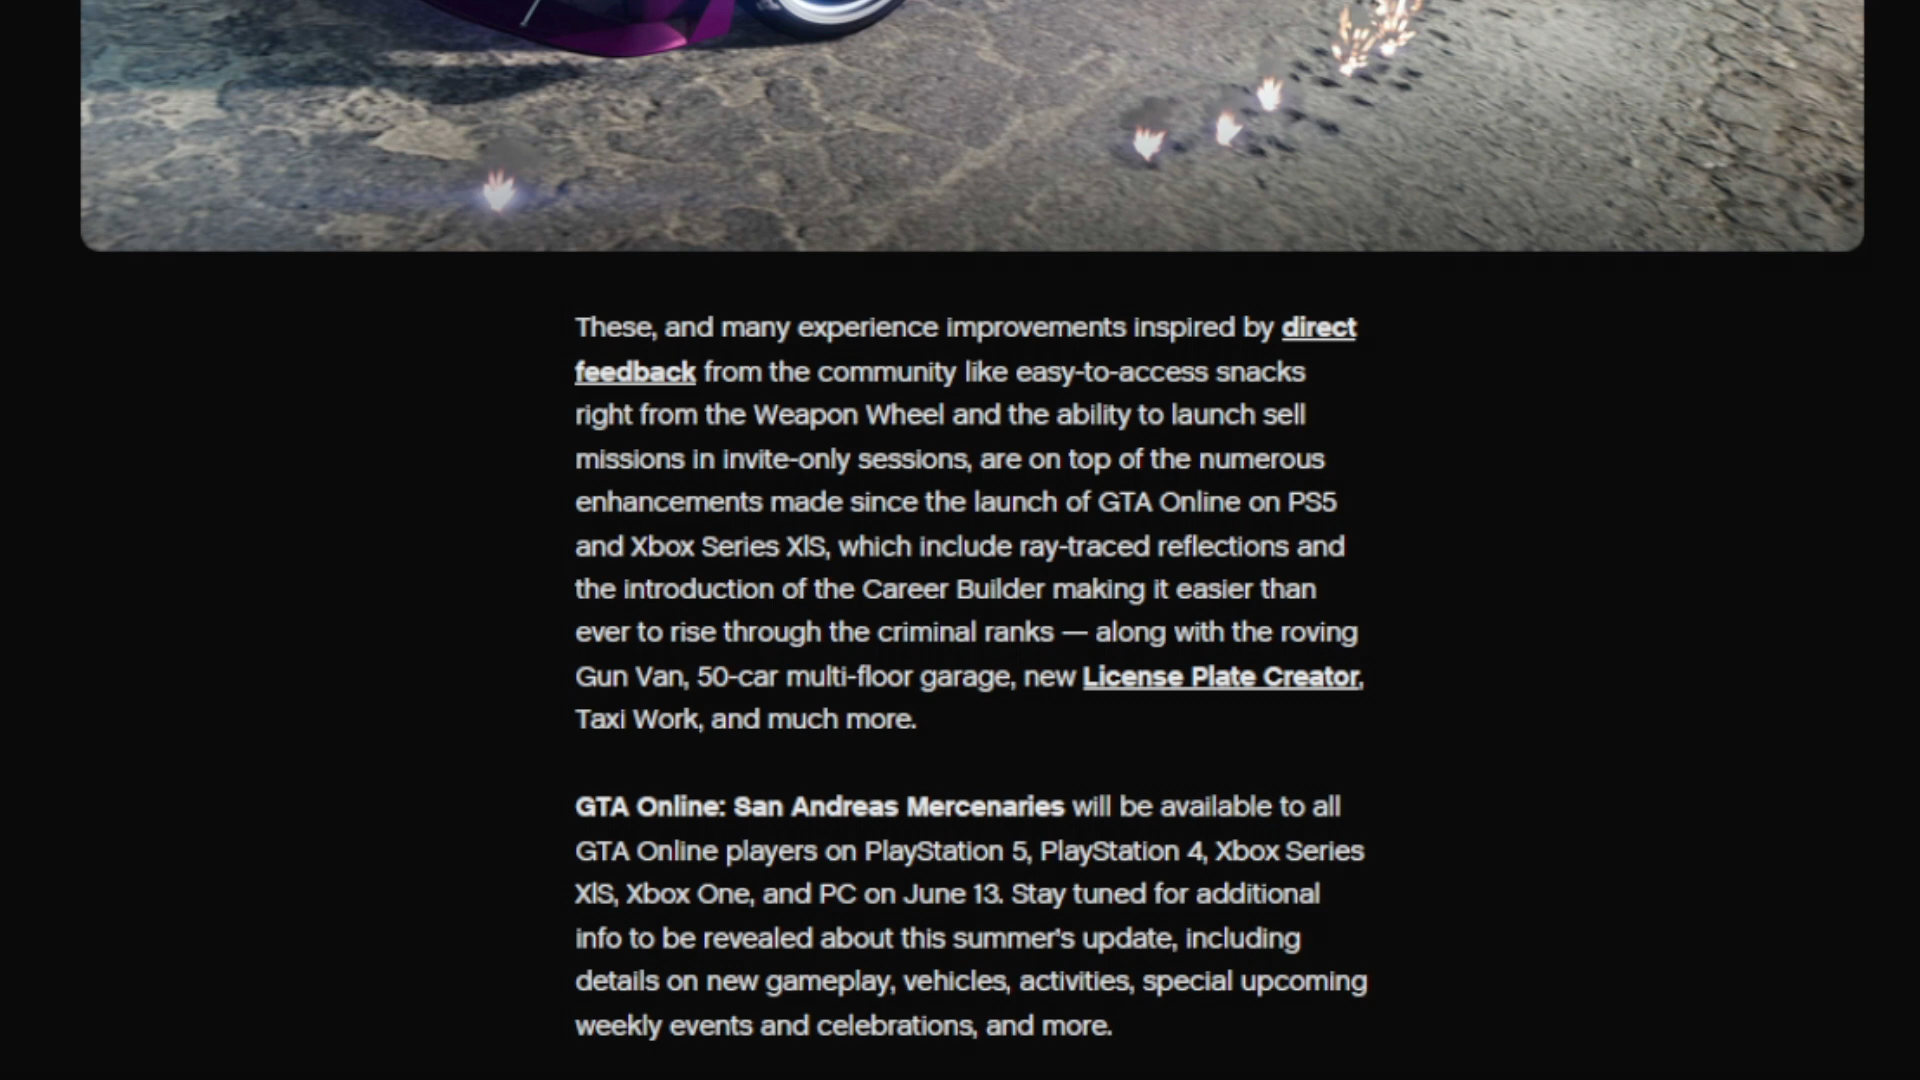 These, and many experience improvements inspired by direct
feedback from the community like easy-to-access snacks
right from the Weapon Wheel and the ability to launch sell
missions in invite-only sessions, are on top of the numerous
enhancements made since the launch of GTA Online on PS5
and Xbox Series X|S, which include ray-traced reflections and
the introduction of the Career Builder making it easier than
ever to rise through the criminal ranks — along with the roving
Gun Van, 50-car multi-floor garage, new License Plate Creator,
Taxi Work, and much more.
GTA Online: San Andreas Mercenaries will be available to all
GTA Online players on PlayStation 5, PlayStation 4, Xbox Series
X|S, Xbox One, and PC on June 13. Stay tuned for additional
info to be revealed about this summer's update, including
details on new gameplay, vehicles, activities, special upcoming
weekly events and celebrations, and more.